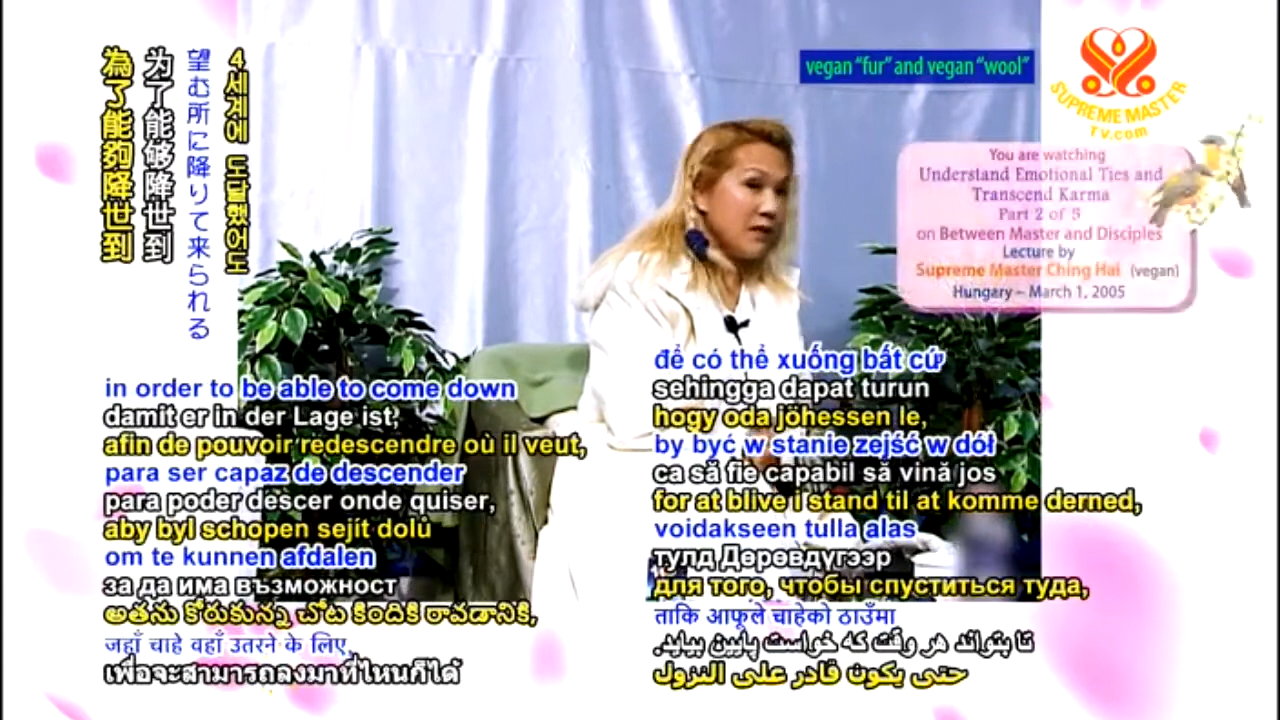 為了能夠降世到
为了能够降世到
望む所に降りて来られる
4세계에 도달했어도
vegan “fur” and vegan “wool”
SUPREME MASTER
TV.com
You are watching
Understand Emotional Ties and
Transcend Karma
Part 2 of 5
on Between Master and Disciples
Lecture by
Supreme Master Ching Hai (vegan)
Hungary – March 1, 2005
in order to be able to come down
damit er in der Lage ist,
afin de pouvoir redescendre où il veut,
para ser capaz de descender
para poder descer onde quiser,
aby byl schopen sejít dolů
om te kunnen afdalen
за да има възможност
అతను కోరుకున్న చోట కిందికి రావడానికి,
जहाँ चाहे वहाँ उतरने के लिए,
เพื่อจะสามารถลงมาที่ไหนก็ได้
để có thể xuống bất cứ
sehingga dapat turun
hogy oda jöhessen le,
by być w stanie zejść w dół
ca să fie capabil să vină jos
for at blive i stand til at komme derned,
voidakseen tulla alas
тулд Дөрөвдүгээр
для того, чтобы спуститься туда,
ताकि आफूले चाहेको ठाउँमा
تا بتواند هر وقت که خواست پایین بیاید.
حتى يكون قادر على النزول